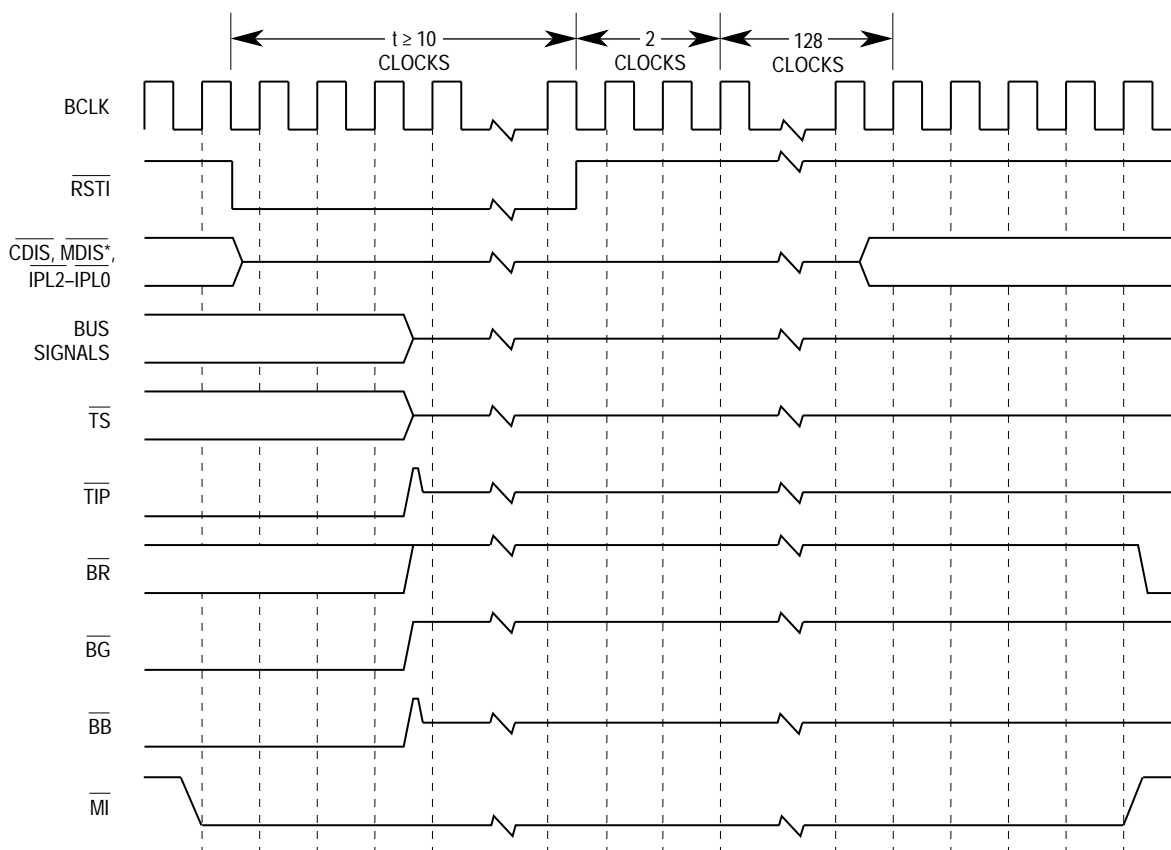 t ≥ 10
CLOCKS
2
CLOCKS
128
CLOCKS
BCLK
RSTI
CDIS, MDIS*,
IPL2–IPL0
BUS
SIGNALS
TS
TIP
BR
BG
BB
MI